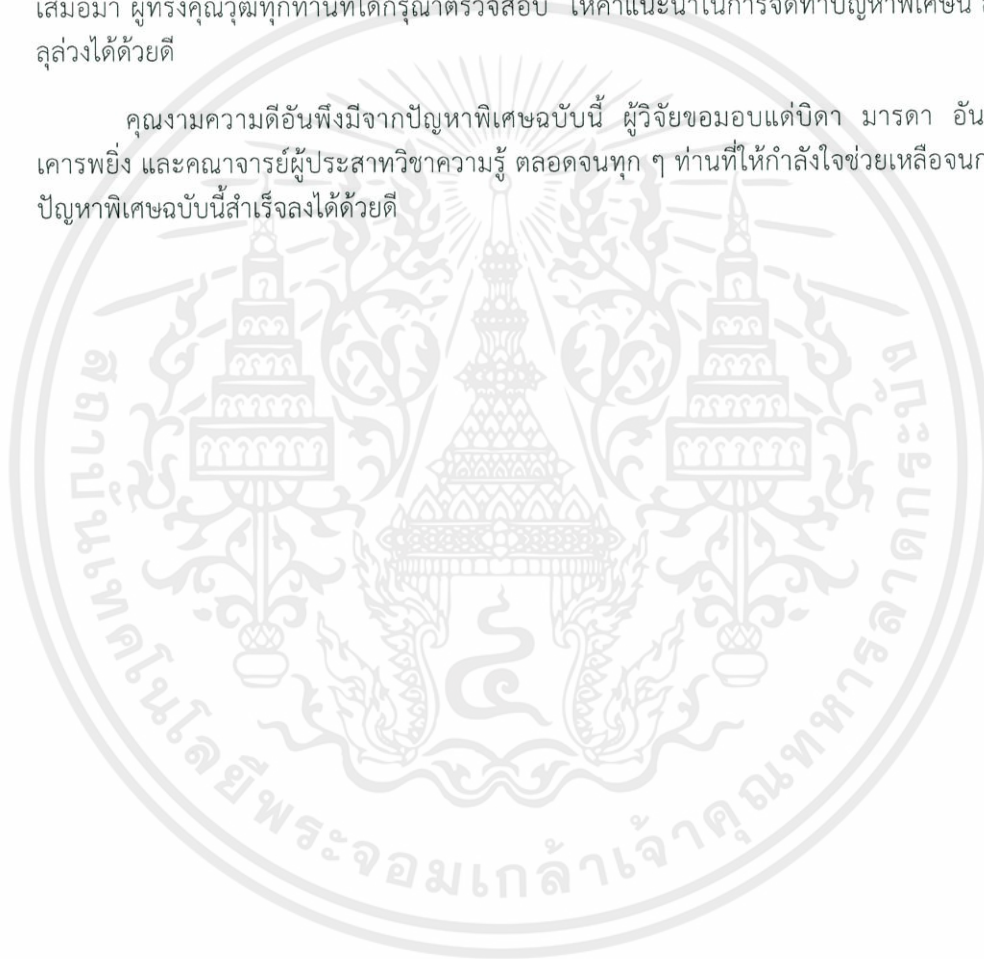 เสมอมา ผู้ทรงคุณวุฒิทุกท่านที่ได้กรุณาตรวจสอบ ให้คำแนะนำในการจัดทำปัญหาพิเศษนี้
ลุล่วงได้ด้วยดี
คุณงามความดีอันพึงมีจากปัญหาพิเศษฉบับนี้ ผู้วิจัยขอมอบแด่บิดา มารดา อัน
เคารพยิ่ง และคณาจารย์ผู้ประสาทวิชาความรู้ ตลอดจนทุก ๆ ท่านที่ให้กำลังใจช่วยเหลือจน
ปัญหาพิเศษฉบับนี้สำเร็จลงได้ด้วยดี
สถาบันเทคโนโลยีพระจอมเกล้าเจ้าคุณทหารลาดกระบัง
๔